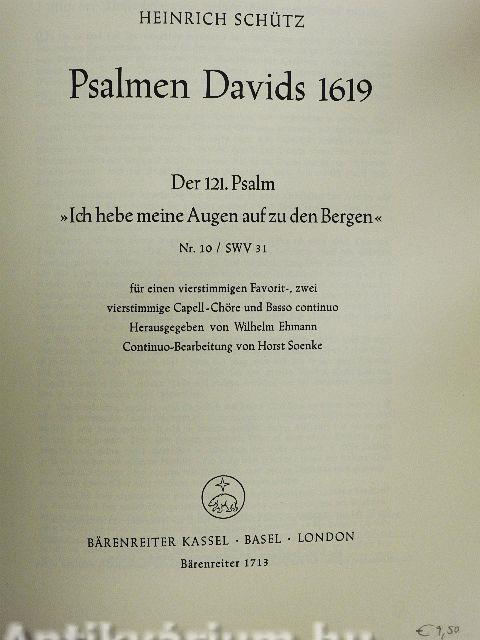 HEINRICH SCHÜTZ
Psalmen Davids 1619
Der 121. Psalm
»Ich hebe meine Augen auf zu den Bergen«
Nr. 10 / SWV 31
für einen vierstimmigen Favorit-, zwei
vierstimmige Capell-Chöre und Basso continuo
Herausgegeben von Wilhelm Ehmann
Continuo-Bearbeitung von Horst Soenke
BÄRENREITER KASSEL · BASEL · LONDON
Bärenreiter 1713
€ 9,50
Antikvárium.hu